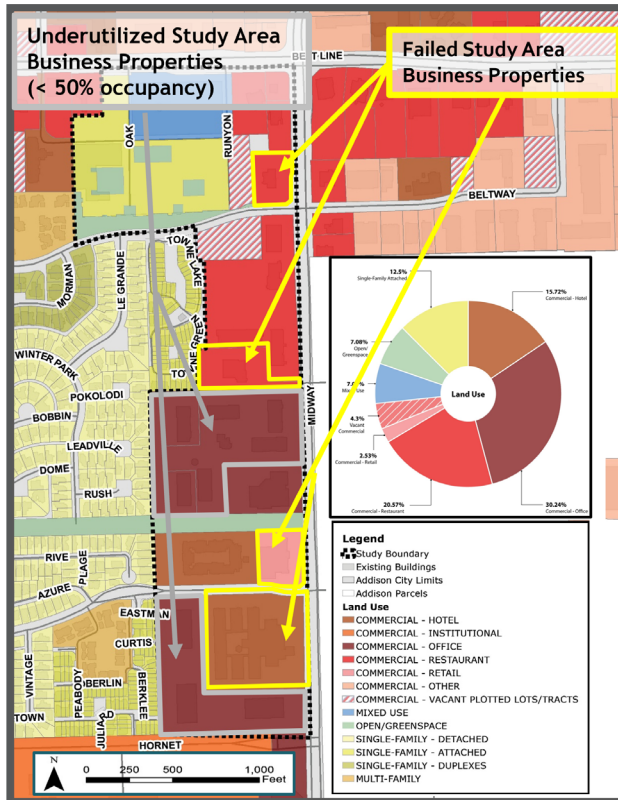 Underutilized Study Area
Business Properties
(< 50% occupancy)
Failed Study Area
Business Properties
LINE
OAK
RUNYON
BELTWAY
TOWNE LAKE
MORMAN
LE GRANDE
WINTER PARK
POKOLODI
BOBBIN
LEADVILLE
DOME
RUSH
MIDWAY
RIVE
PLAGE
AZURE
EASTMAN
CURTIS
OBERLIN
VINTAGE
PEABODY
BERKLEE
TOWN
HORNET
12.5%
Single-Family Attached
15.72%
Commercial - Hotel
7.08%
Open/
Greenspace
Land Use
4.3%
Vacant
Commercial
2.53%
Commercial - Retail
20.57%
Commercial - Restaurant
30.24%
Commercial - Office
Legend
Study Boundary
Existing Buildings
Addison City Limits
Addison Parcels
Land Use
COMMERCIAL - HOTEL
COMMERCIAL - INSTITUTIONAL
COMMERCIAL - OFFICE
COMMERCIAL - RESTAURANT
COMMERCIAL - RETAIL
COMMERCIAL - OTHER
COMMERCIAL - VACANT PLOTTED LOTS/TRACTS
MIXED USE
OPEN/GREENSPACE
SINGLE-FAMILY - DETACHED
SINGLE-FAMILY - ATTACHED
SINGLE-FAMILY - DUPLEXES
MULTI-FAMILY
N
0 250 500 1,000
Feet